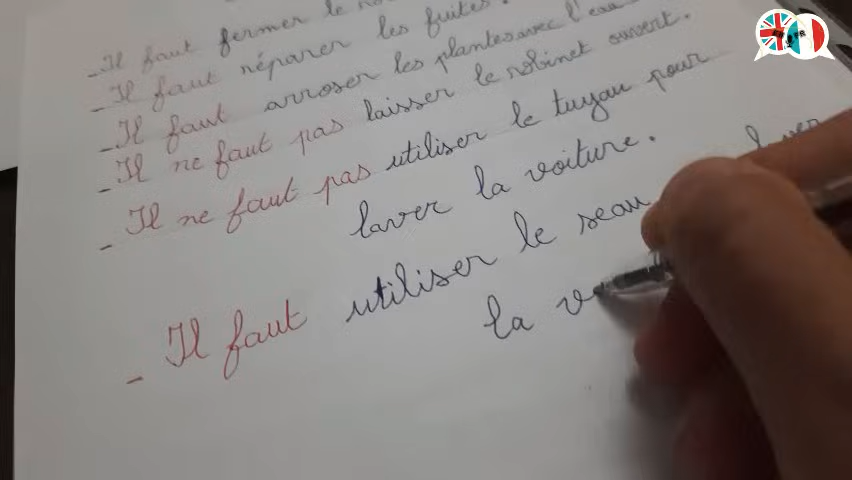 _ Il faut fermer le
_ Il faut réparer les fuites.
_ Il faut arroser les plantes avec l'eau
_ Il ne faut pas laisser le robinet ouvert.
_ Il ne faut pas utiliser le tuyau pour
laver la voiture.
_ Il faut utiliser le seau laver
la v